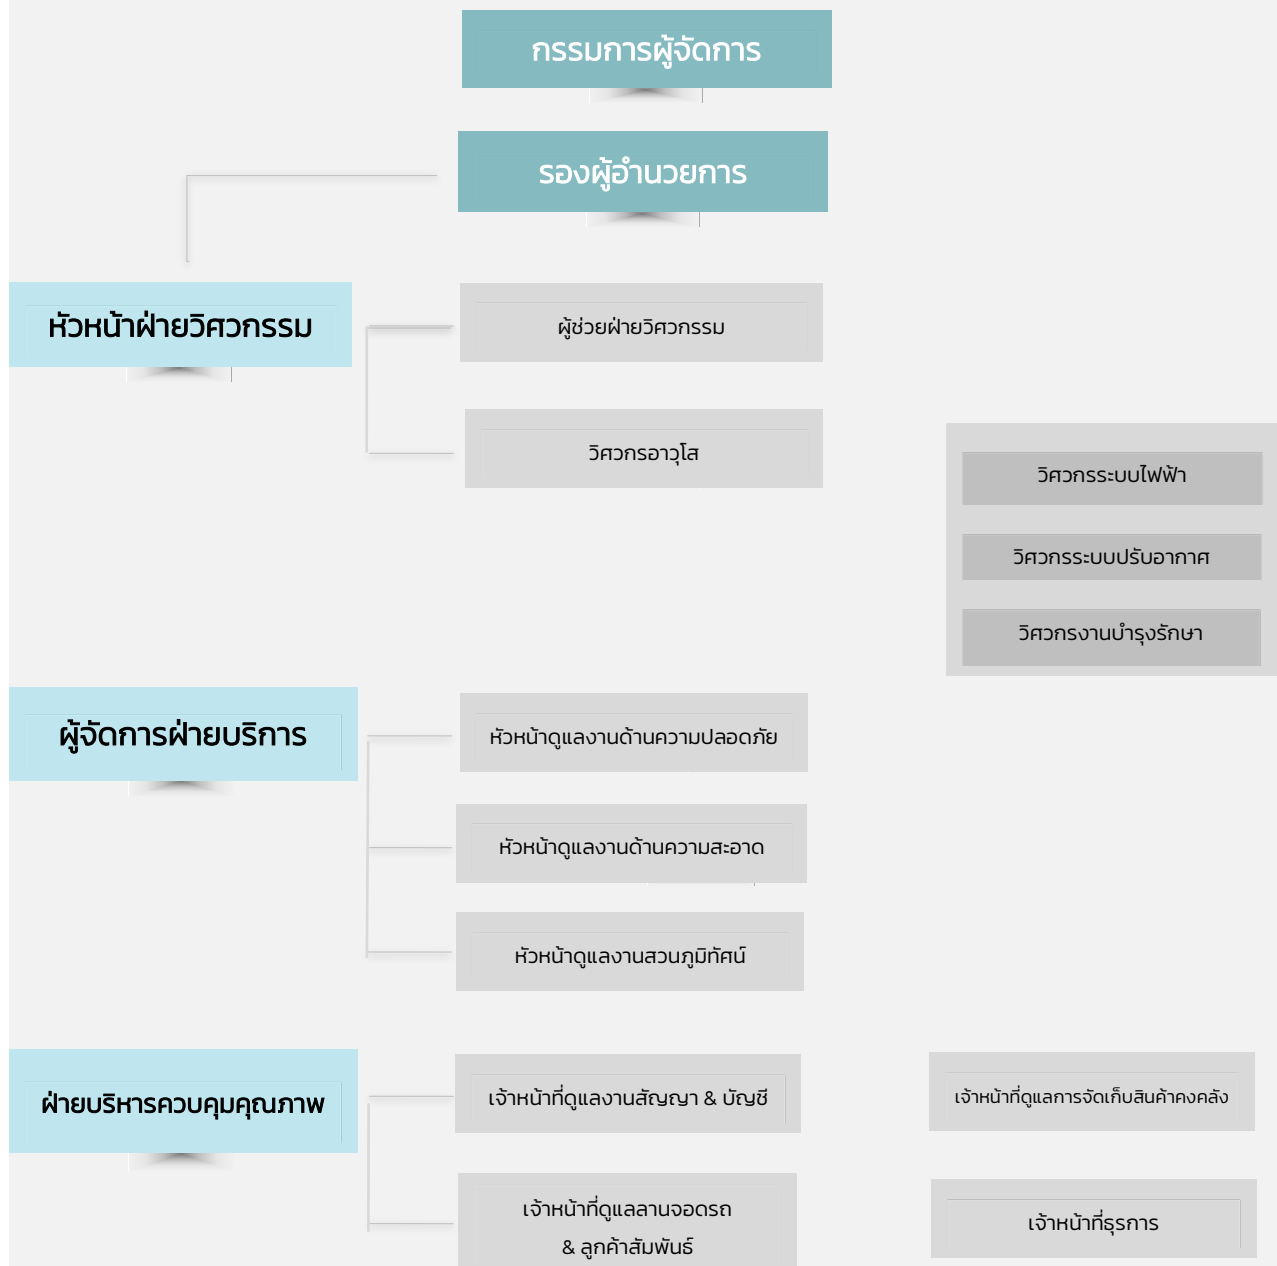 กรรมการผู้จัดการ
รองผู้อำนวยการ
หัวหน้าฝ่ายวิศวกรรม
ผู้ช่วยฝ่ายวิศวกรรม
วิศวกรอาวุโส
วิศวกรระบบไฟฟ้า
วิศวกรระบบปรับอากาศ
วิศวกรงานบำรุงรักษา
ผู้จัดการฝ่ายบริการ
หัวหน้าดูแลงานด้านความปลอดภัย
หัวหน้าดูแลงานด้านความสะอาด
หัวหน้าดูแลงานสวนภูมิทัศน์
ฝ่ายบริหารควบคุมคุณภาพ
เจ้าหน้าที่ดูแลงานสัญญา & บัญชี
เจ้าหน้าที่ดูแลการจัดเก็บสินค้าคงคลัง
เจ้าหน้าที่ดูแลลานจอดรถ
& ลูกค้าสัมพันธ์
เจ้าหน้าที่ธุรการ